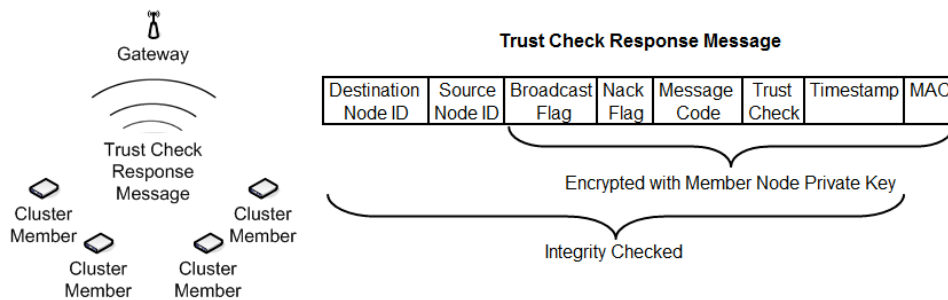 Gateway
Trust Check
Response
Message
Cluster
Member
Cluster
Member
Cluster
Member
Cluster
Member
Trust Check Response Message
Destination Node ID
Source Node ID
Broadcast Flag
Nack Flag
Message Code
Trust Check
Timestamp
MAC
Encrypted with Member Node Private Key
Integrity Checked